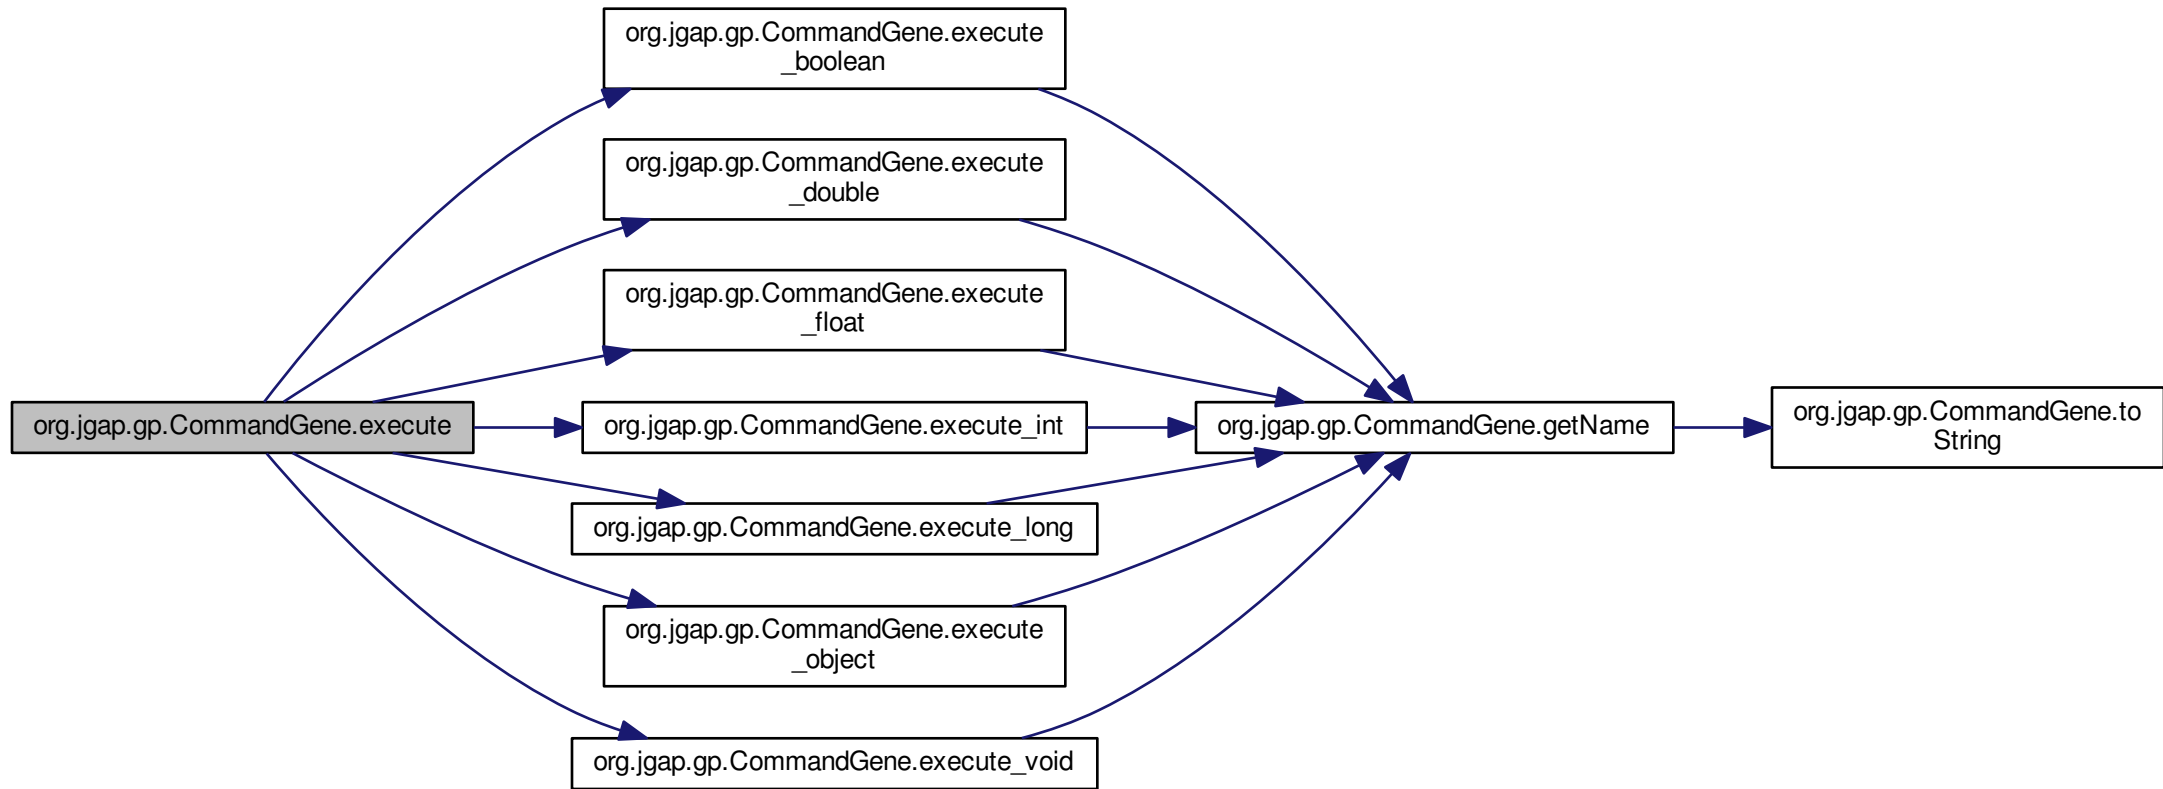 org.jgap.gp.CommandGene.execute
_boolean
org.jgap.gp.CommandGene.execute
_double
org.jgap.gp.CommandGene.execute
_float
org.jgap.gp.CommandGene.execute
org.jgap.gp.CommandGene.execute_int
org.jgap.gp.CommandGene.getName
org.jgap.gp.CommandGene.to
String
org.jgap.gp.CommandGene.execute_long
org.jgap.gp.CommandGene.execute
_object
org.jgap.gp.CommandGene.execute_void